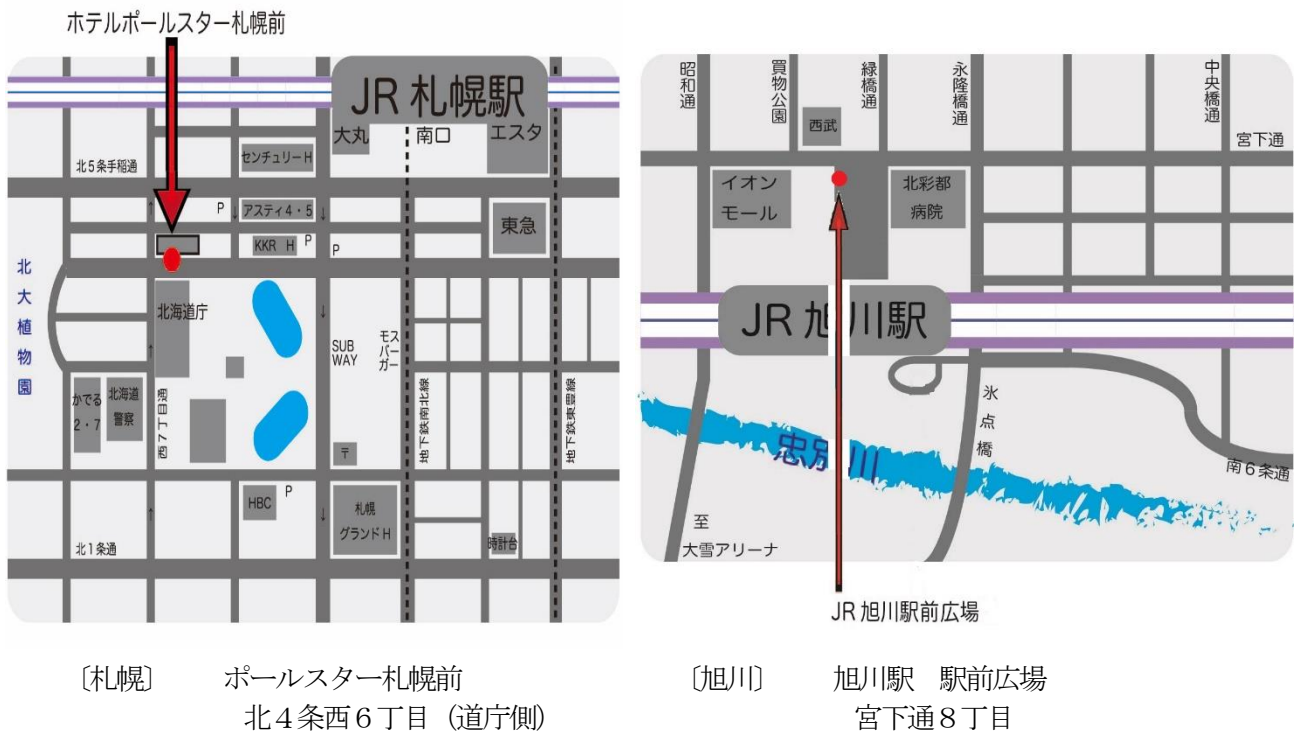 ホテルポールスター札幌前
JR 札幌駅
大丸
南口
エスタ
北5条手稲通
センチュリーH
P
アスティ4・5
東急
KKR H
P
P
北大植物園
北海道庁
SUB
WAY
モスバーガー
かでる
2・7
北海道
警察
西7丁目通
地下鉄南北線
地下鉄東豊線
〒
HBC
P
札幌
グランドH
時計台
北1条通
〔札幌〕 ポールスター札幌前
北4条西6丁目（道庁側）
昭和通
買物公園
緑橋通
永隆橋通
中央橋通
西武
宮下通
イオン
モール
北彩都
病院
JR 旭川駅
氷点橋
忠別川
南6条通
至
大雪アリーナ
JR 旭川駅前広場
〔旭川〕 旭川駅 駅前広場
宮下通8丁目